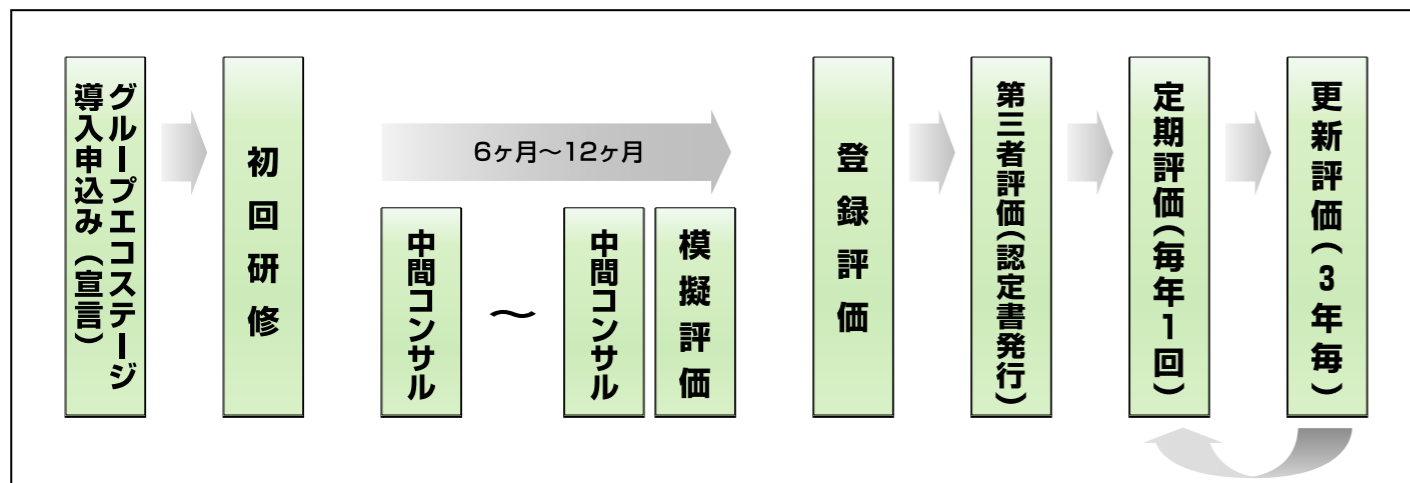 グループエコステージ
導入申込み（宣言）
初回研修
6ヶ月～12ヶ月
中間コンサル
～
中間コンサル
模擬評価
登録評価
第三者評価（認定書発行）
定期評価（毎年1回）
更新評価（3年毎）